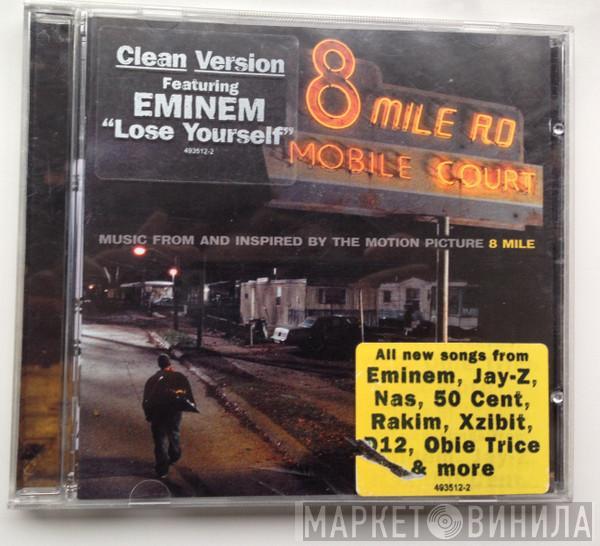 Clean Version
Featuring
EMINEM
“Lose Yourself”
493512-2
8 MILE RD
MOBILE COURT
MUSIC FROM AND INSPIRED BY THE MOTION PICTURE 8 MILE
All new songs from
Eminem, Jay-Z,
Nas, 50 Cent,
Rakim, Xzibit,
D12, Obie Trice
& more
493512-2
МАРКЕТ ВИНИЛА